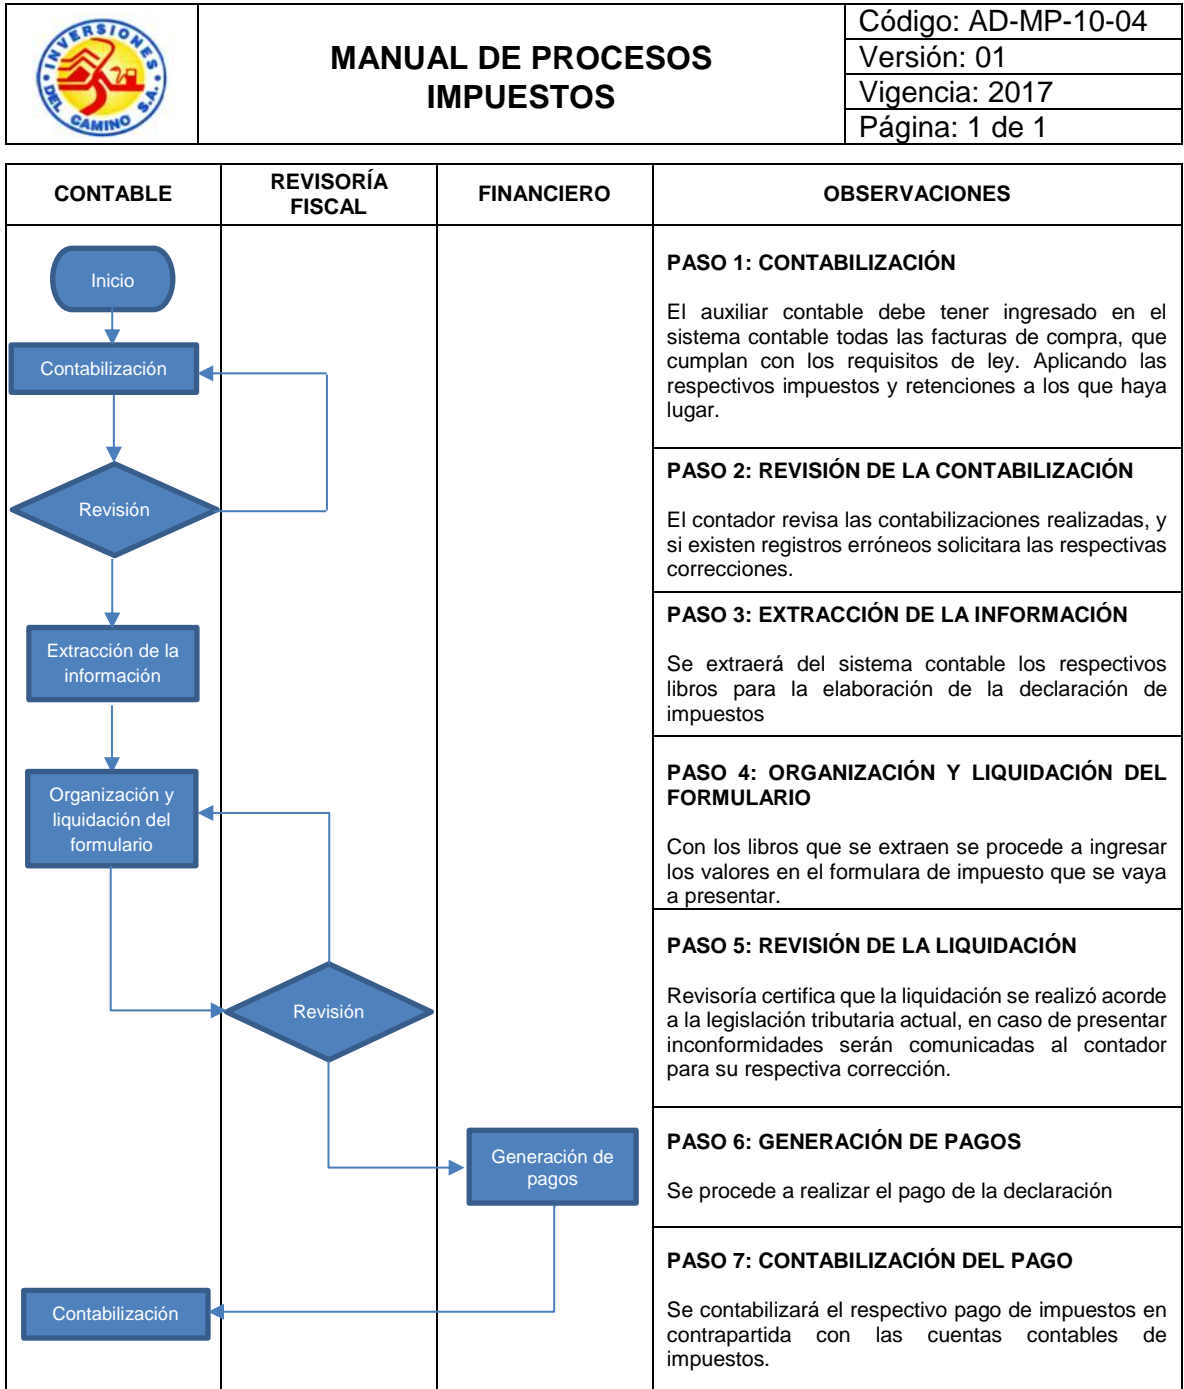 INVERSIONES
DEL CAMINO S.A.
MANUAL DE PROCESOS
IMPUESTOS
Código: AD-MP-10-04
Versión: 01
Vigencia: 2017
Página: 1 de 1
CONTABLE
REVISORÍA
FISCAL
FINANCIERO
OBSERVACIONES
Inicio
Contabilización
Revisión
Extracción de la
información
Organización y
liquidación del
formulario
Revisión
Generación de
pagos
Contabilización
PASO 1: CONTABILIZACIÓN
El auxiliar contable debe tener ingresado en el
sistema contable todas las facturas de compra, que
cumplan con los requisitos de ley. Aplicando las
respectivos impuestos y retenciones a los que haya
lugar.
PASO 2: REVISIÓN DE LA CONTABILIZACIÓN
El contador revisa las contabilizaciones realizadas, y
si existen registros erróneos solicitara las respectivas
correcciones.
PASO 3: EXTRACCIÓN DE LA INFORMACIÓN
Se extraerá del sistema contable los respectivos
libros para la elaboración de la declaración de
impuestos
PASO 4: ORGANIZACIÓN Y LIQUIDACIÓN DEL
FORMULARIO
Con los libros que se extraen se procede a ingresar
los valores en el formulara de impuesto que se vaya
a presentar.
PASO 5: REVISIÓN DE LA LIQUIDACIÓN
Revisoría certifica que la liquidación se realizó acorde
a la legislación tributaria actual, en caso de presentar
inconformidades serán comunicadas al contador
para su respectiva corrección.
PASO 6: GENERACIÓN DE PAGOS
Se procede a realizar el pago de la declaración
PASO 7: CONTABILIZACIÓN DEL PAGO
Se contabilizará el respectivo pago de impuestos en
contrapartida con las cuentas contables de
impuestos.